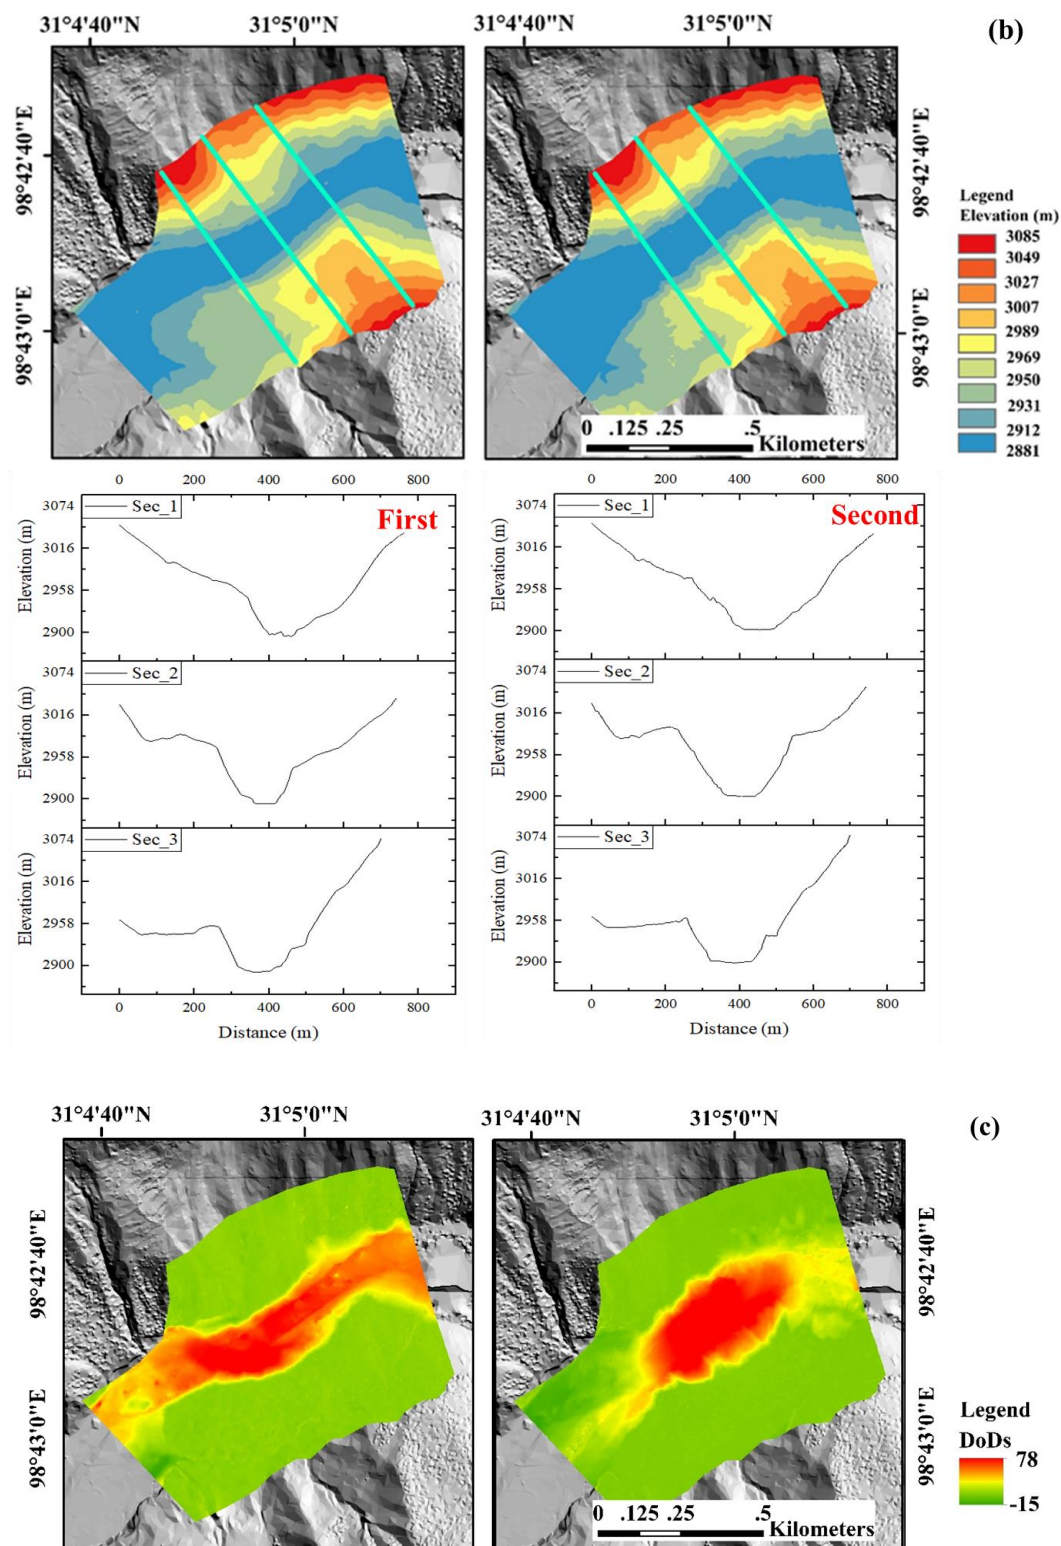 31°4'40"N 31°5'0"N 31°4'40"N 31°5'0"N (b)
98°42'40"E 98°42'40"E
98°43'0"E 98°43'0"E
Legend
Elevation (m)
3085
3049
3027
3007
2989
2969
2950
2931
2912
2881
0 .125 .25 .5
Kilometers
0 200 400 600 800
Sec_1 First
3074
3016
2958
2900
Elevation (m)
Sec_2
3074
3016
2958
2900
Elevation (m)
Sec_3
3074
3016
2958
2900
Elevation (m)
0 200 400 600 800
Distance (m)
0 200 400 600 800
Sec_1 Second
3074
3016
2958
2900
Elevation (m)
Sec_2
3074
3016
2958
2900
Elevation (m)
Sec_3
3074
3016
2958
2900
Elevation (m)
0 200 400 600 800
Distance (m)
31°4'40"N 31°5'0"N 31°4'40"N 31°5'0"N (c)
98°42'40"E 98°42'40"E
98°43'0"E 98°43'0"E
Legend
DoDs
78
-15
0 .125 .25 .5
Kilometers